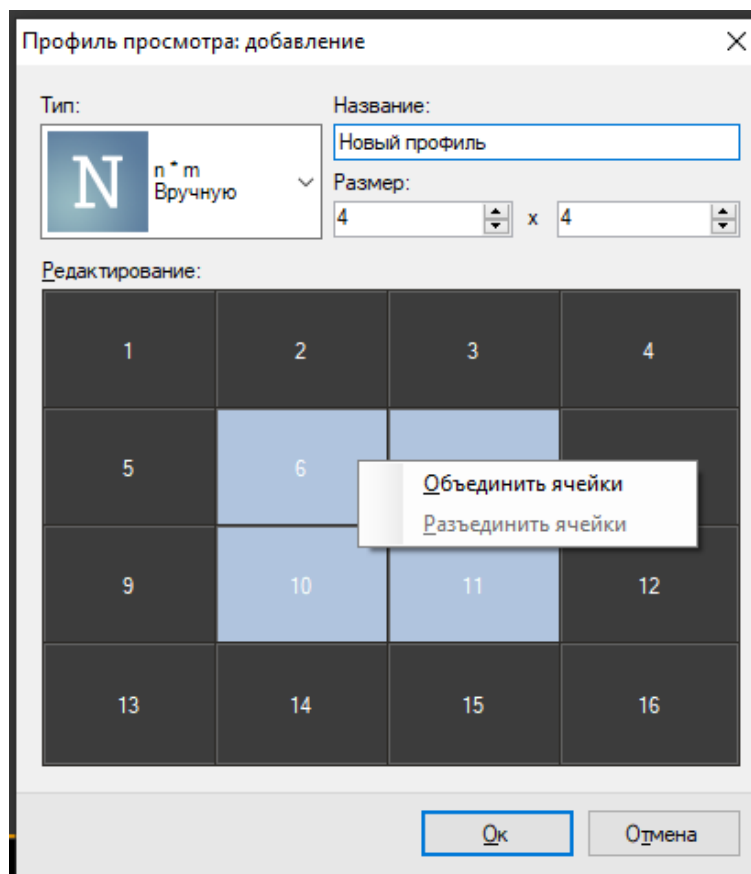 Профиль просмотра: добавление
Тип:
Название:
N
n * m
Вручную
Новый профиль
Размер:
4 x 4
Редактирование:
1 2 3 4
5 6
Объединить ячейки
Разъединить ячейки
9 10 11 12
13 14 15 16
Ок Отмена